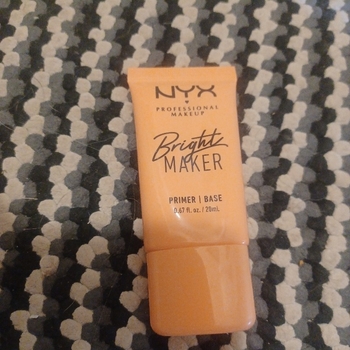 NYX
PROFESSIONAL
MAKEUP
Bright
MAKER
PRIMER | BASE
0.67 fl. oz. / 20mL